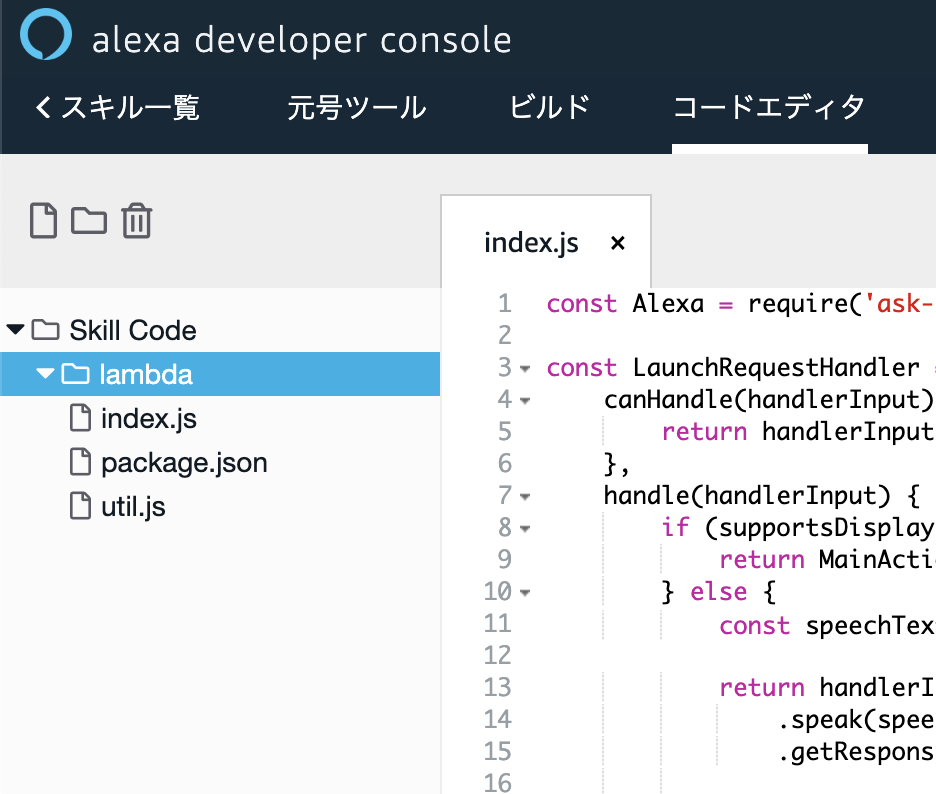 alexa developer console
スキル一覧 元号ツール ビルド コードエディタ
index.js ×
Skill Code
lambda
index.js
package.json
util.js
1 const Alexa = require('ask-
2
3 const LaunchRequestHandler =
4 canHandle(handlerInput)
5 return handlerInput
6 },
7 handle(handlerInput) {
8 if (supportsDisplay
9 return MainActi
10 } else {
11 const speechTex
12
13 return handlerI
14 .speak(spee
15 .getRespons
16